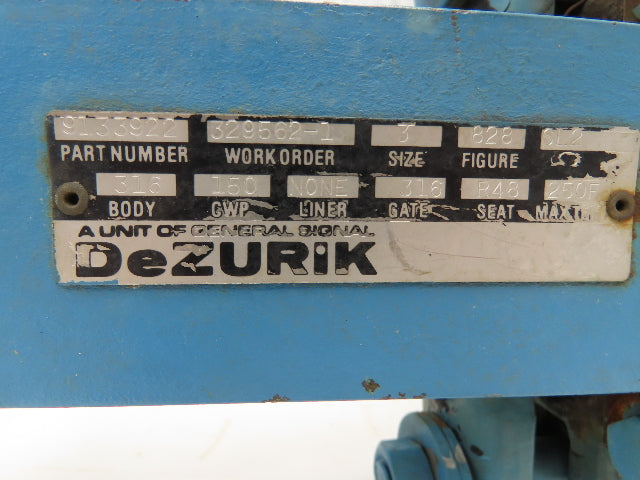 9133922 329562-1 3 828
PART NUMBER WORK ORDER SIZE FIGURE
316 150 NONE 316 R48 250F
BODY CWP LINER GATE SEAT
A UNIT OF GENERAL SIGNAL
DeZURIK